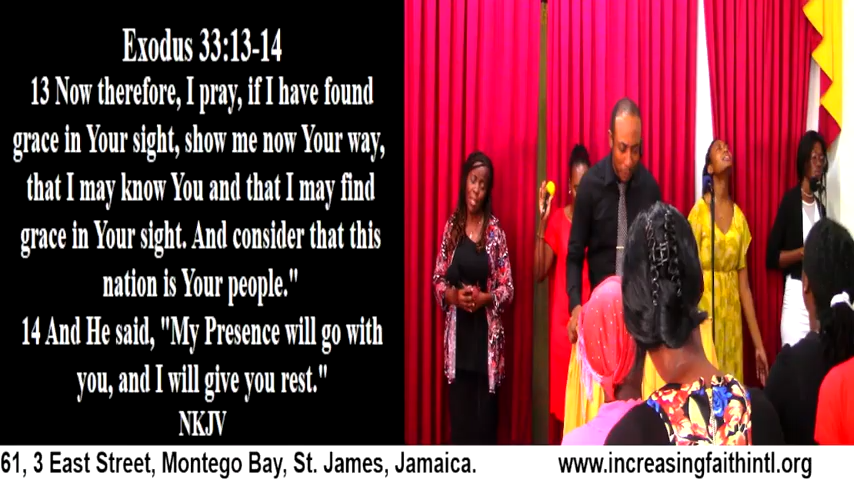 Exodus 33:13-14
13 Now therefore, I pray, if I have found
grace in Your sight, show me now Your way,
that I may know You and that I may find
grace in Your sight. And consider that this
nation is Your people."
14 And He said, "My Presence will go with
you, and I will give you rest."
NKJV
61, 3 East Street, Montego Bay, St. James, Jamaica. www.increasingfaithintl.org